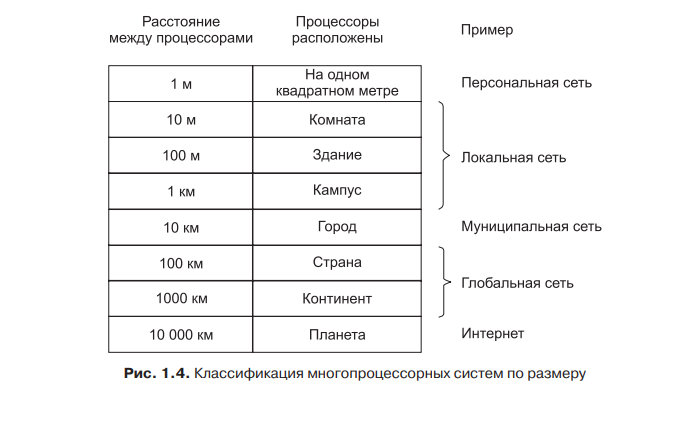 Расстояние
между процессорами
Процессоры
расположены
Пример
1 м
На одном
квадратном метре
Персональная сеть
10 м
Комната
100 м
Здание
Локальная сеть
1 км
Кампус
10 км
Город
Муниципальная сеть
100 км
Страна
Глобальная сеть
1000 км
Континент
10 000 км
Планета
Интернет
Рис. 1.4. Классификация многопроцессорных систем по размеру